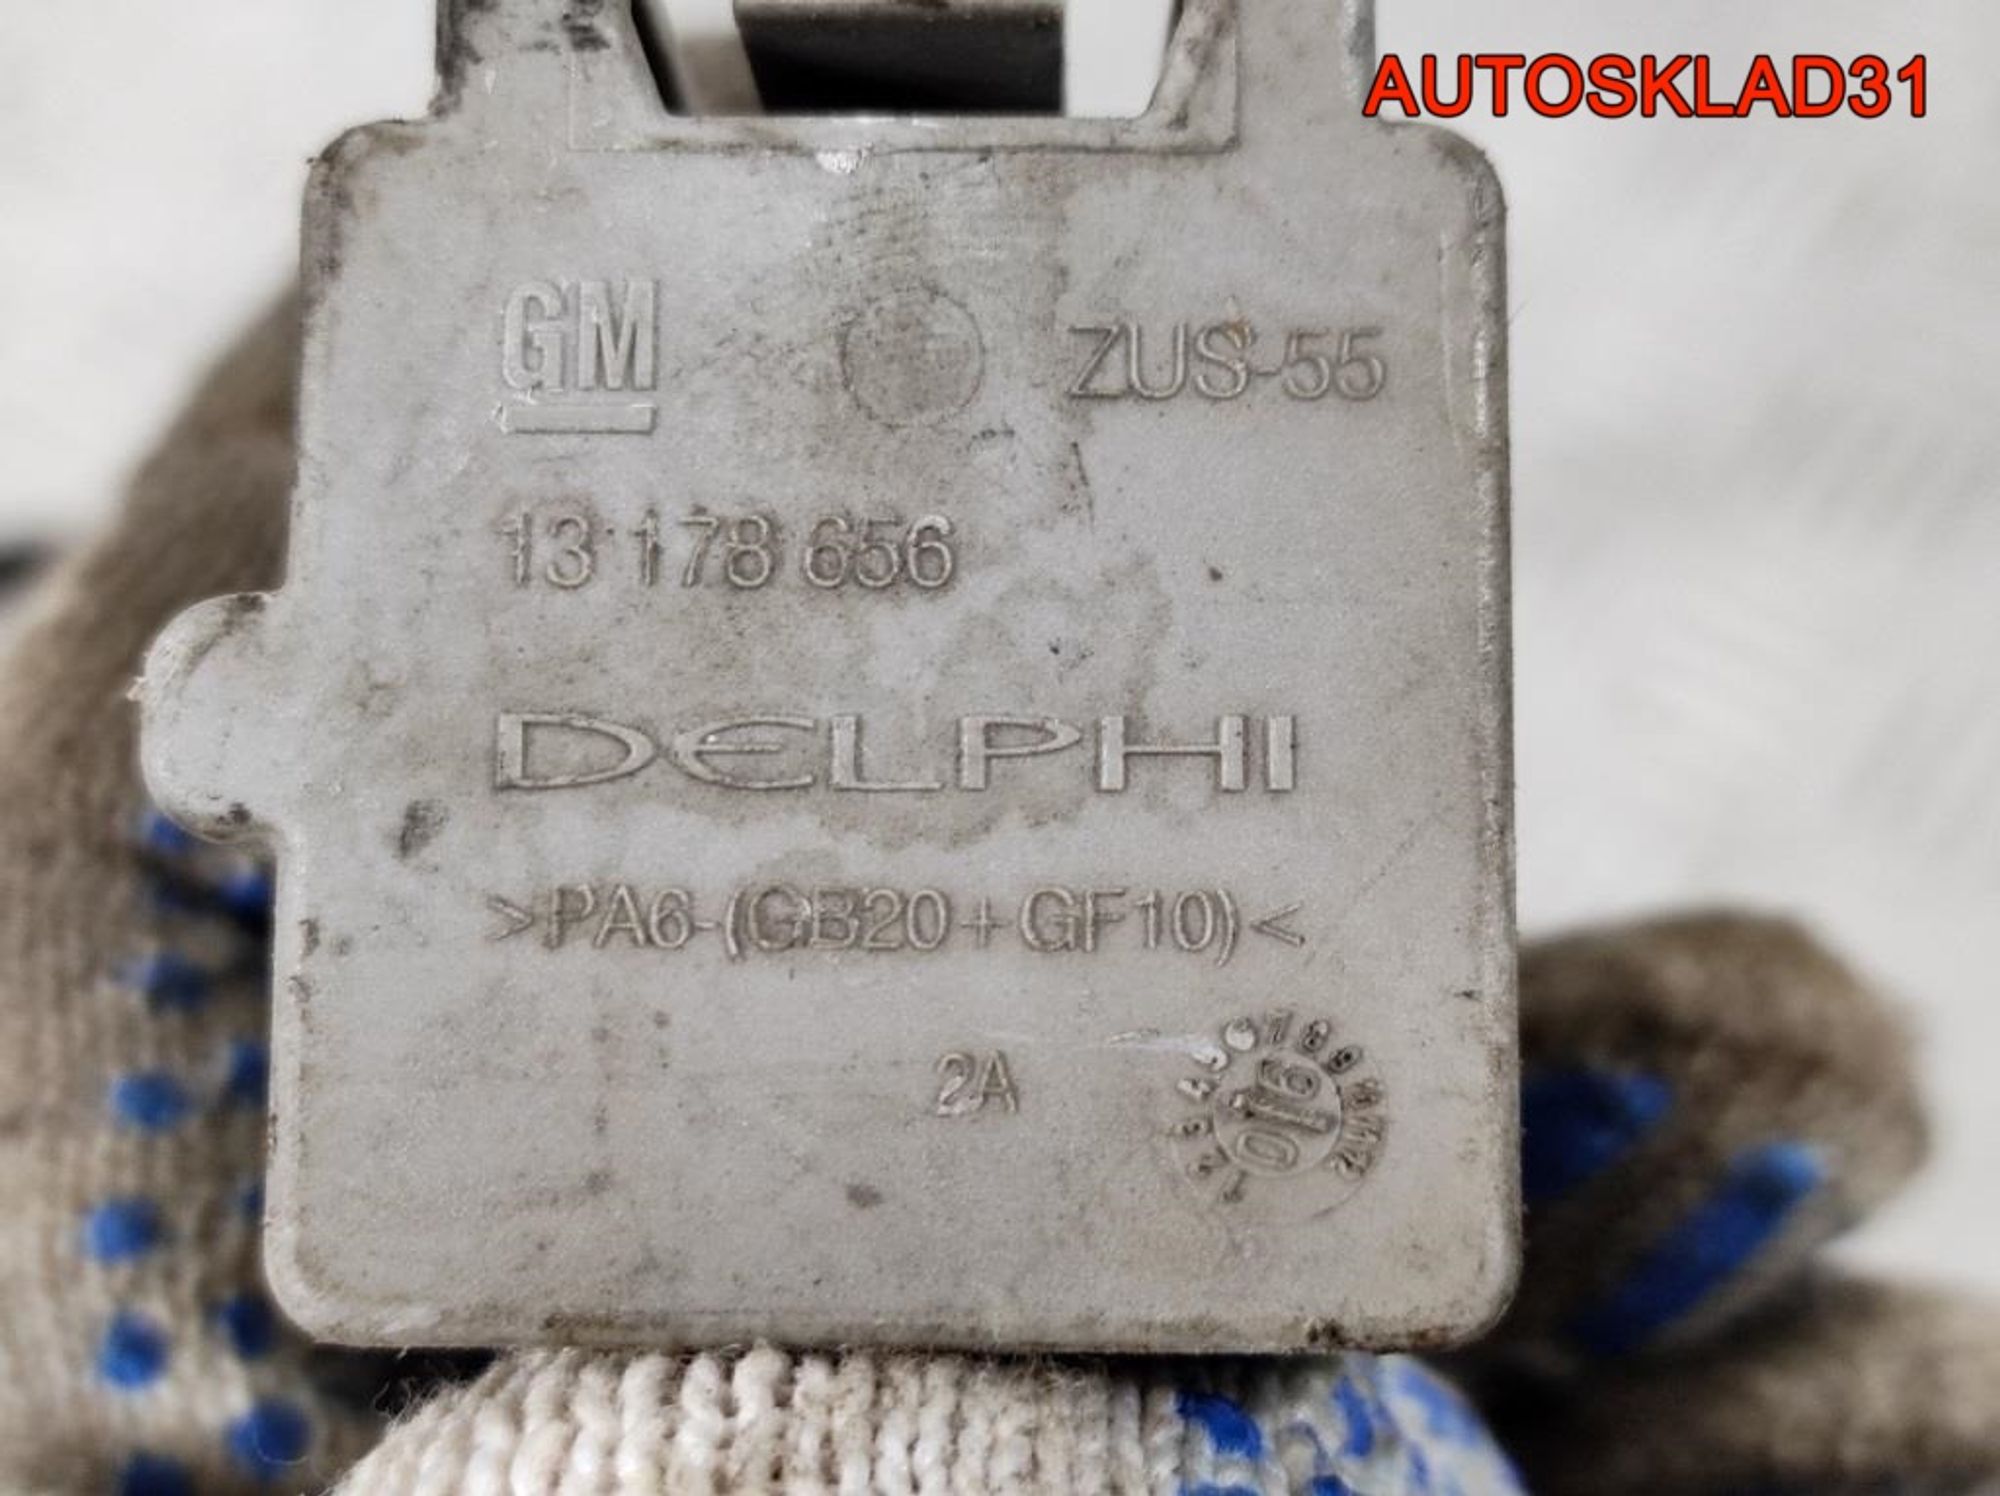 AUTOSKLAD31
GM ZUS-55
13 178 656
DELPHI
>PA6-(GB20+GF10)<
2A